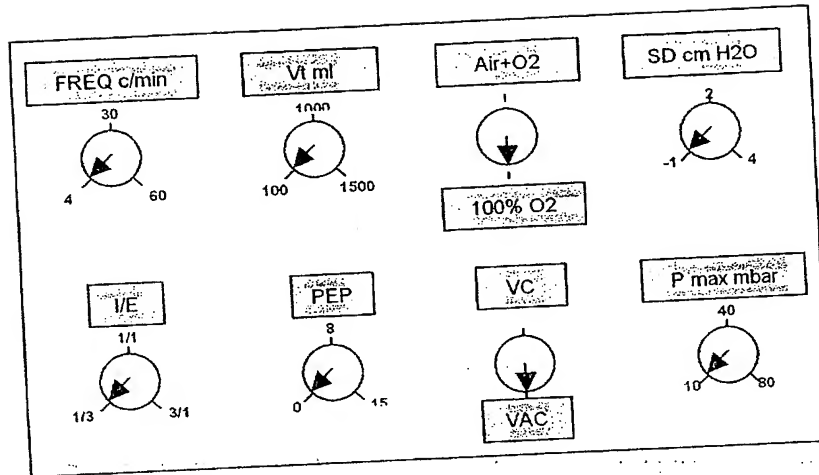 FREQ c/min
Vt ml
Air+O2
SD cm H2O
30
1000
2
4
60
100
1500
-1
4
100% O2
I/E
PEP
VC
P max mbar
1/1
8
40
1/3
3/1
0
15
10
80
VAC